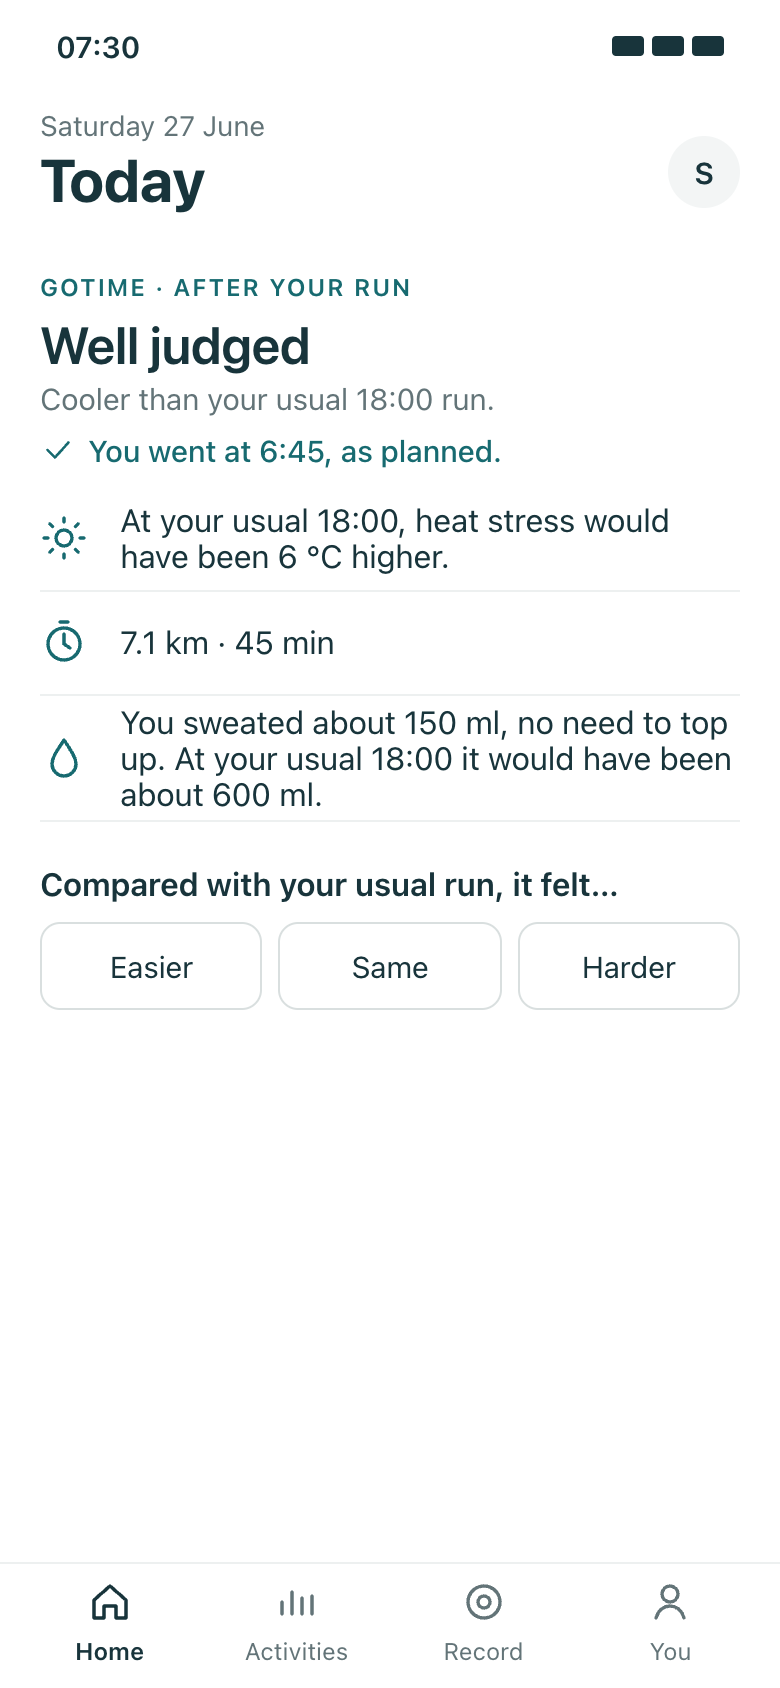 07:30
Saturday 27 June
Today
S
GOTIME · AFTER YOUR RUN
Well judged
Cooler than your usual 18:00 run.
You went at 6:45, as planned.
At your usual 18:00, heat stress would
have been 6 °C higher.
7.1 km · 45 min
You sweated about 150 ml, no need to top
up. At your usual 18:00 it would have been
about 600 ml.
Compared with your usual run, it felt...
Easier
Same
Harder
Home
Activities
Record
You